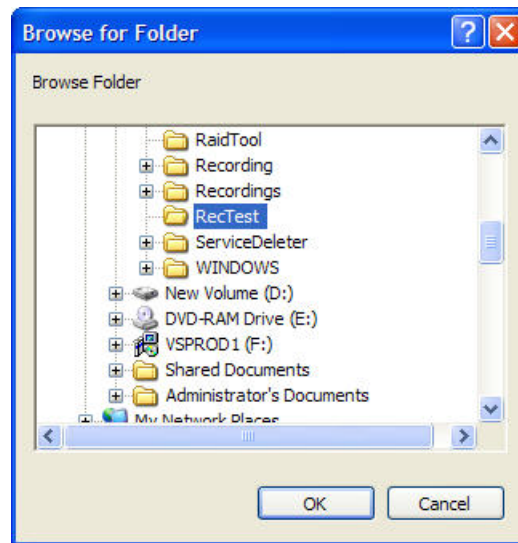 Browse for Folder
Browse Folder
RaidTool
Recording
Recordings
RecTest
ServiceDeleter
WINDOWS
New Volume (D:)
DVD-RAM Drive (E:)
VSPROD1 (F:)
Shared Documents
Administrator's Documents
My Network Places
OK
Cancel